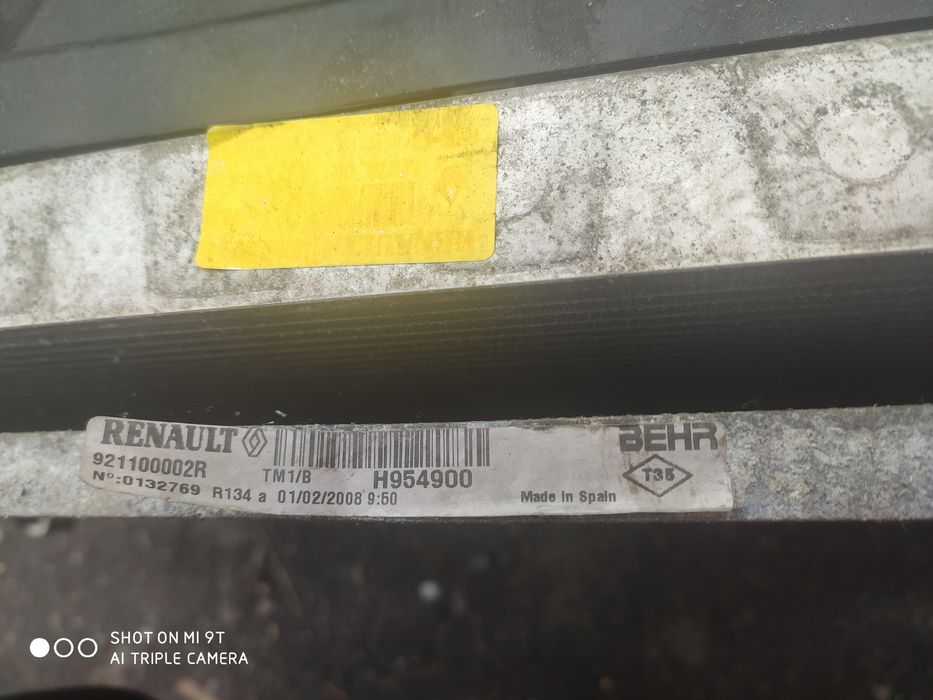 RENAULT
BEHR
921100002R TM1/B H954900
T35
Nº:0132769 R134 a 01/02/2008 9:50 Made in Spain
SHOT ON MI 9T
AI TRIPLE CAMERA